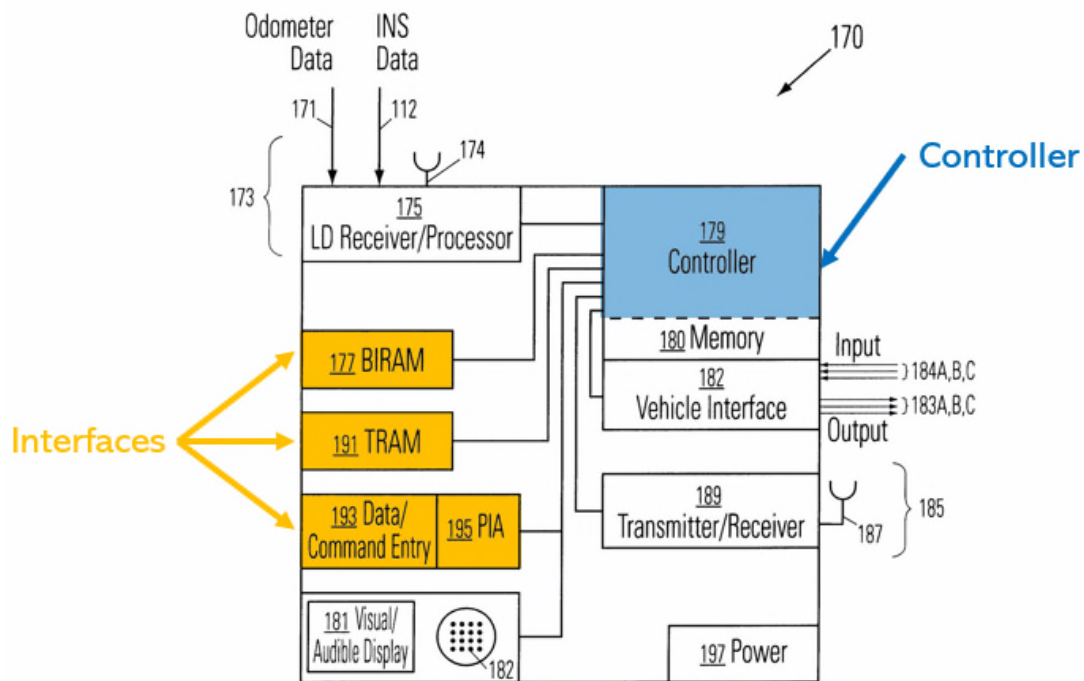 Odometer Data
INS Data
170
171
112
174
173
Controller
175
LD Receiver/Processor
179
Controller
180 Memory
Input
184A,B,C
182
Vehicle Interface
183A,B,C
Output
177 BIRAM
Interfaces
191 TRAM
193 Data/
Command Entry
195 PIA
189
Transmitter/Receiver
187
185
181 Visual/
Audible Display
182
197 Power